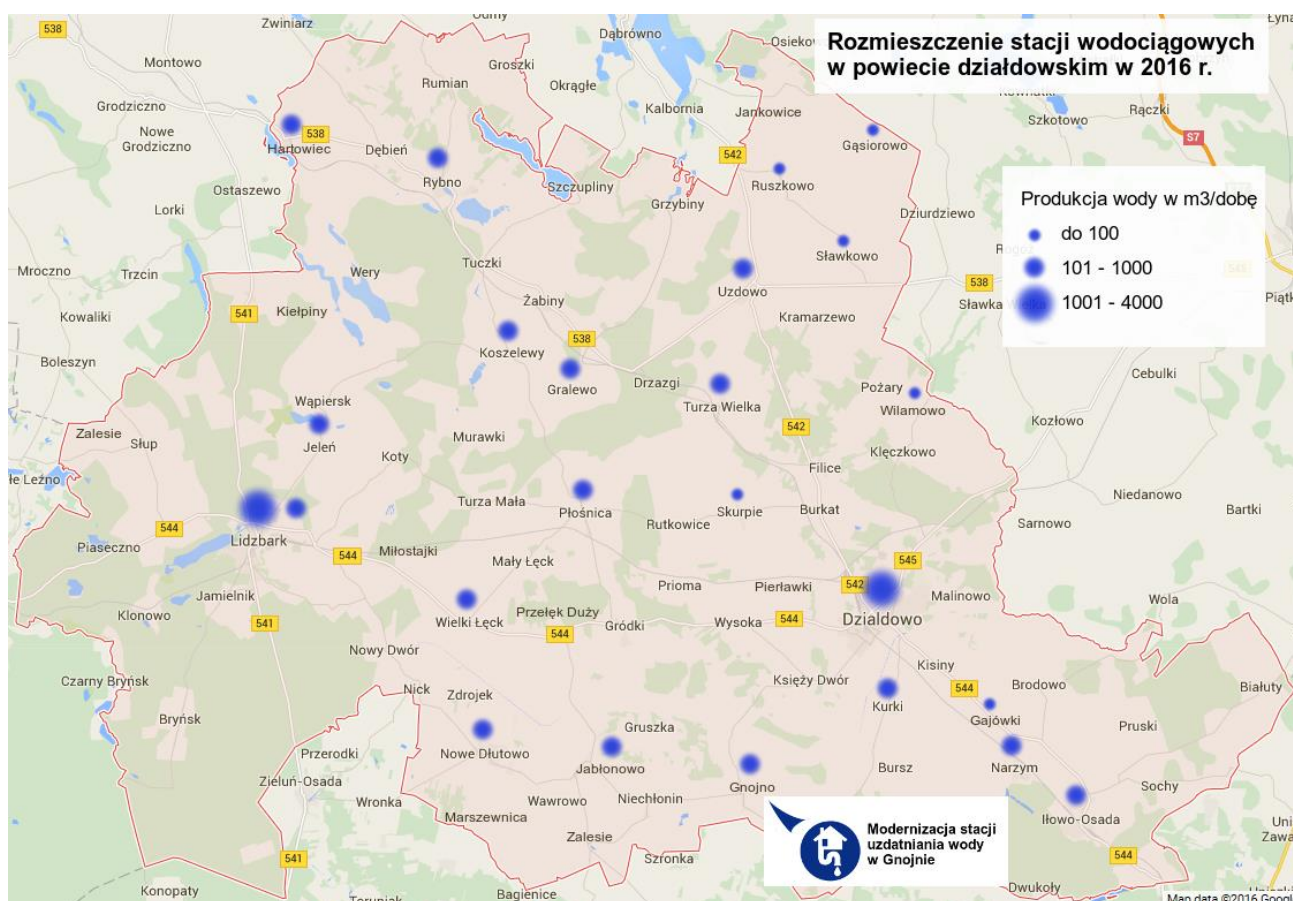 Rozmieszczenie stacji wodociągowych
w powiecie działdowskim w 2016 r.
Produkcja wody w m3/dobę
do 100
101 - 1000
1001 - 4000
538
Zwiniarz
Dąbrówno
Montowo
Groszki
Rumian
Okrągłe
Grodziczno
Kalbornia
Jankowice
Szkotowo
Rączki
Nowe
Grodziczno
538
Hartowiec
Dębień
542
Gąsiorowo
S7
Rybno
Szczupliny
Ruszkowo
Ostaszewo
Grzybiny
Lorki
Dziurdziewo
Sławkowo
Mroczno
Trzcin
Wery
Tuczki
Uzdowo
538
Żabiny
Kowaliki
541
Kiełpiny
Kramarzewo
538
Koszelewy
Boleszyn
Gralewo
Drzazgi
Cebulki
Pożary
Wąpiersk
Turza Wielka
Wilamowo
Kozłowo
Zalesie
Słup
Murawki
542
Jeleń
Koty
Klęczkowo
Filice
Niedanowo
Turza Mała
Płośnica
Skurpie
Burkat
Bartki
544
Rutkowice
Sarnowo
Piaseczno
Lidzbark
544
Miłostajki
Mały Łęck
545
Prioma
Pierławki
542
Jamielnik
Malinowo
Wola
Klonowo
541
Wielki Łęck
Przełęk Duży
Gródki
Wysoka
544
Działdowo
544
Nowy Dwór
Kisiny
Czarny Bryńsk
Nick
Zdrojek
Księży Dwór
544
Brodowo
Białuty
Kurki
Gajówki
Bryńsk
Gruszka
Pruski
Przerodki
Nowe Dłutowo
Jabłonowo
Gnojno
Bursz
Narzym
Zieluń-Osada
Sochy
Wronka
Wawrowo
Niechłonin
Marszewnica
Iłowo-Osada
Zalesie
Modernizacja stacji
uzdatniania wody
w Gnojnie
541
Szronka
544
Konopaty
Bagienice
Dwukoły
Map data ©2016 Google